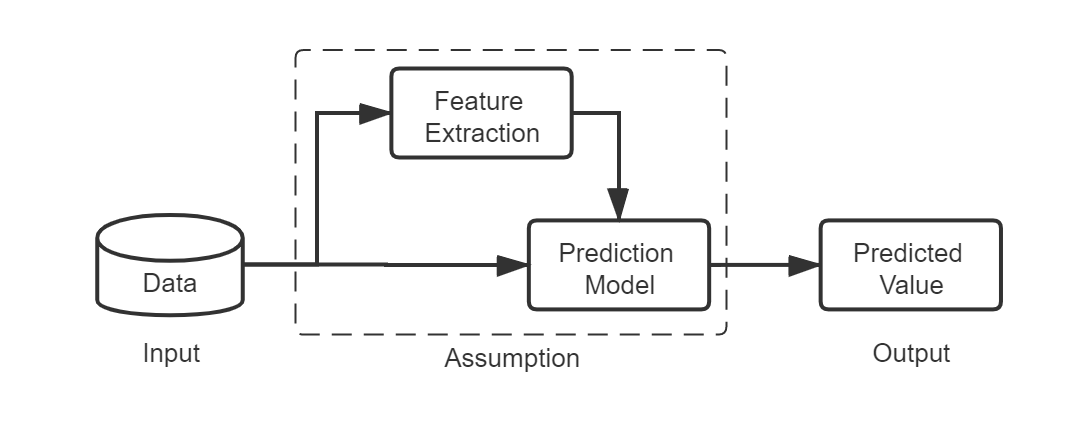 Feature
Extraction
Data
Prediction
Model
Predicted
Value
Input
Assumption
Output